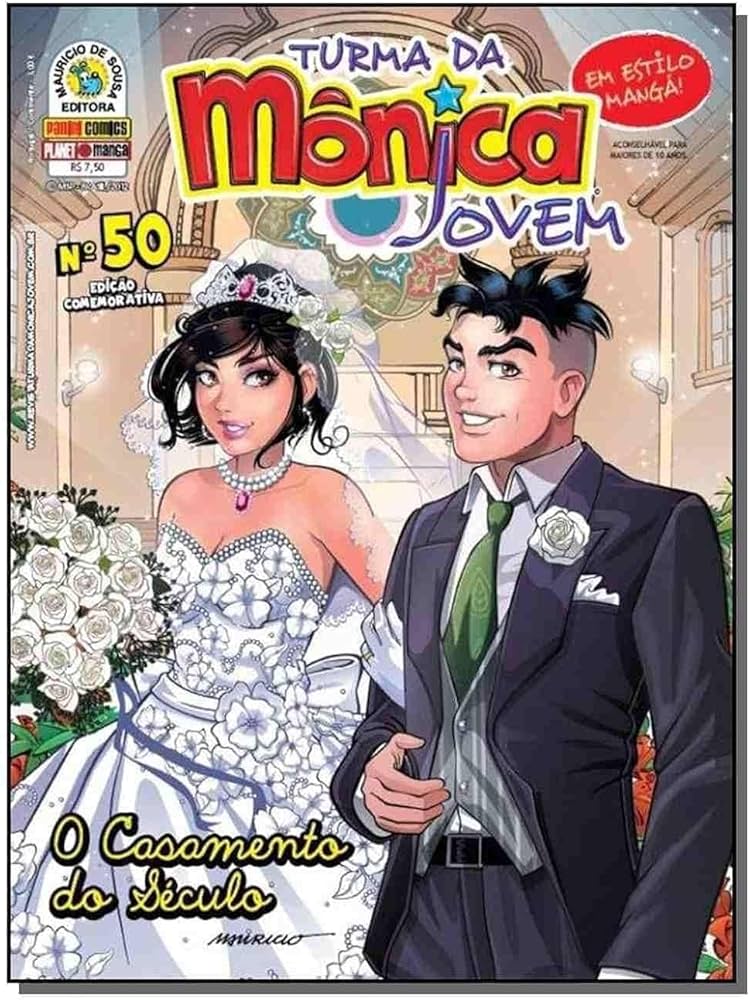 MAURICIO DE SOUSA
EDITORA
PANINI COMICS
PLANET MANGA
R$ 7,50
TURMA DA
Mônica
JOVEM
EM ESTILO
MANGÁ!
ACONSELHÁVEL PARA
MAIORES DE 10 ANOS.
Nº 50
EDIÇÃO
COMEMORATIVA
O Casamento
do Século
MAURICIO